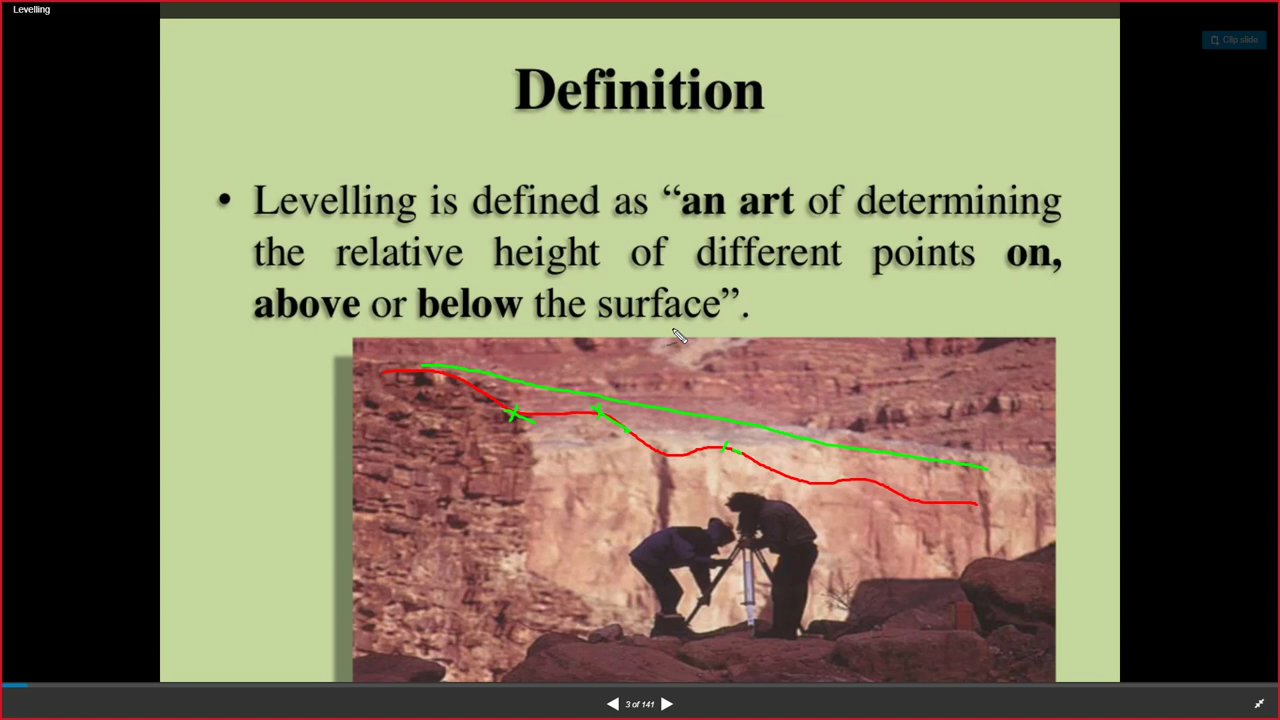 Levelling
Clip slide
Definition
• Levelling is defined as “an art of determining
the relative height of different points on,
above or below the surface”.
3 of 141